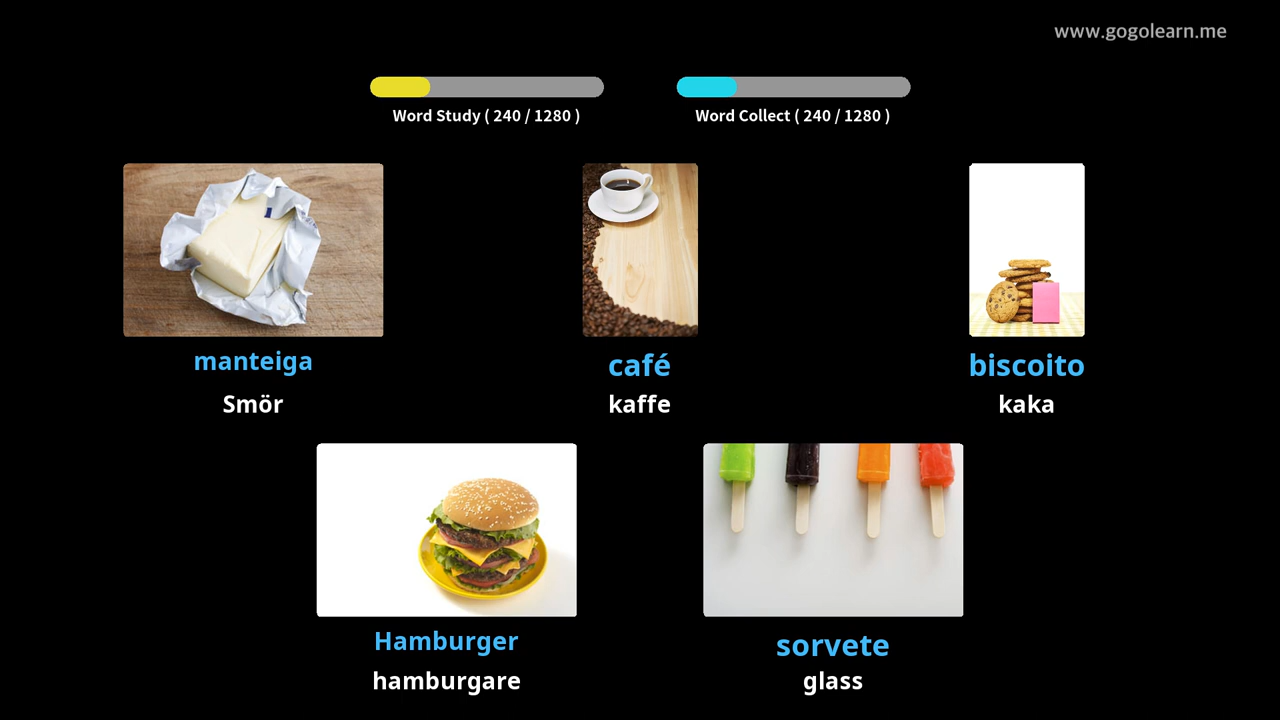 www.gogolearn.me
Word Study ( 240 / 1280 )
Word Collect ( 240 / 1280 )
manteiga
Smör
café
kaffe
biscoito
kaka
Hamburger
hamburgare
sorvete
glass